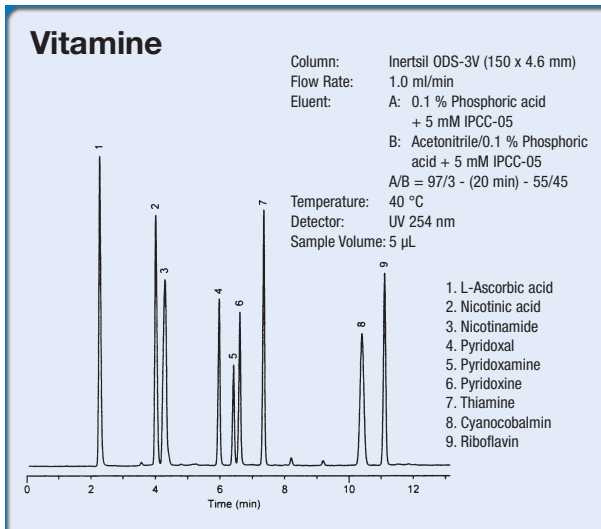 Vitamine
Column: Inertsil ODS-3V (150 x 4.6 mm)
Flow Rate: 1.0 ml/min
Eluent: A: 0.1 % Phosphoric acid
+ 5 mM IPCC-05
B: Acetonitrile/0.1 % Phosphoric
acid + 5 mM IPCC-05
A/B = 97/3 - (20 min) - 55/45
Temperature: 40 °C
Detector: UV 254 nm
Sample Volume: 5 µL
1
2
3
4
5
6
7
8
9
1. L-Ascorbic acid
2. Nicotinic acid
3. Nicotinamide
4. Pyridoxal
5. Pyridoxamine
6. Pyridoxine
7. Thiamine
8. Cyanocobalmin
9. Riboflavin
0 2 4 6 8 10 12
Time (min)